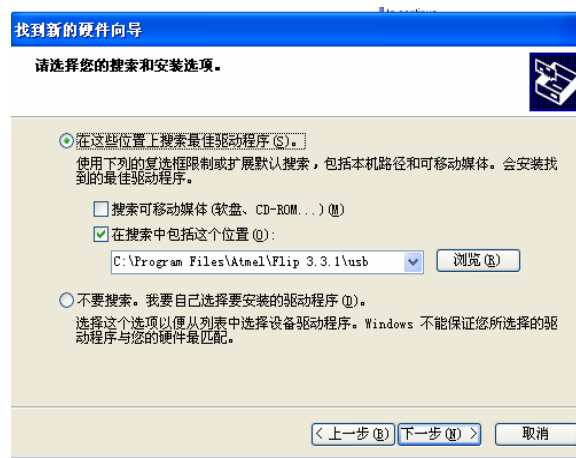 to continue
找到新的硬件向导
请选择您的搜索和安装选项。
在这些位置上搜索最佳驱动程序(S)。
使用下列的复选框限制或扩展默认搜索，包括本机路径和可移动媒体。会安装找
到的最佳驱动程序。
搜索可移动媒体(软盘、CD-ROM...)(M)
在搜索中包括这个位置(O):
C:\Program Files\Atmel\Flip 3.3.1\usb
浏览(R)
不要搜索。我要自己选择要安装的驱动程序(D)。
选择这个选项以便从列表中选择设备驱动程序。Windows 不能保证您所选择的驱
动程序与您的硬件最匹配。
< 上一步(B) 下一步(N) > 取消